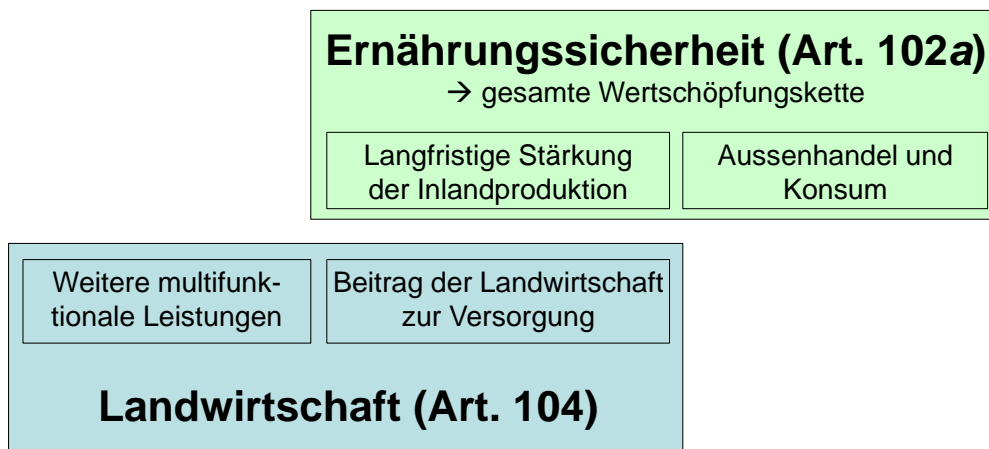 Ernährungssicherheit (Art. 102a)
→ gesamte Wertschöpfungskette
Langfristige Stärkung
der Inlandproduktion
Aussenhandel und
Konsum
Weitere multifunk-
tionale Leistungen
Beitrag der Landwirtschaft
zur Versorgung
Landwirtschaft (Art. 104)